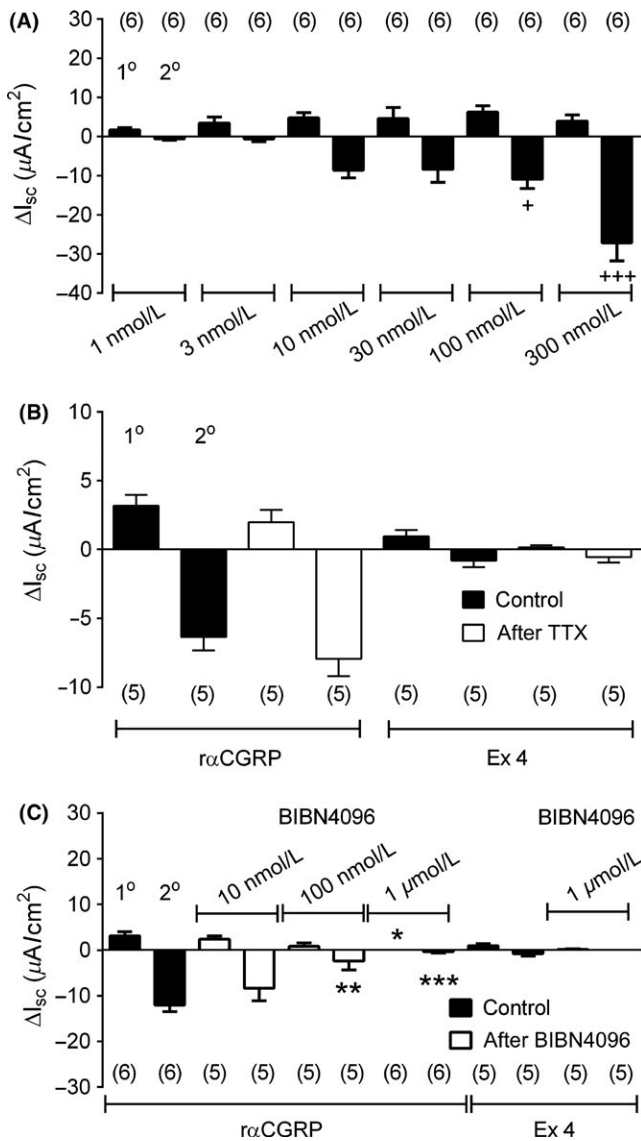 (A)
(6) (6) (6) (6) (6) (6) (6) (6) (6) (6) (6) (6)
30
20
10
0
−10
−20
−30
−40
ΔIsc (μA/cm²)
1° 2°
+
+++
1 nmol/L 3 nmol/L 10 nmol/L 30 nmol/L 100 nmol/L 300 nmol/L
(B)
10
5
0
−5
−10
ΔIsc (μA/cm²)
1° 2°
Control
After TTX
(5) (5) (5) (5) (5) (5) (5) (5)
rαCGRP Ex 4
(C)
30
20
10
0
−10
−20
−30
ΔIsc (μA/cm²)
BIBN4096 BIBN4096
1° 2° 10 nmol/L 100 nmol/L 1 μmol/L 1 μmol/L
*
** ***
Control
After BIBN4096
(6) (6) (5) (5) (5) (5) (6) (6) (5) (5) (5) (5)
rαCGRP Ex 4